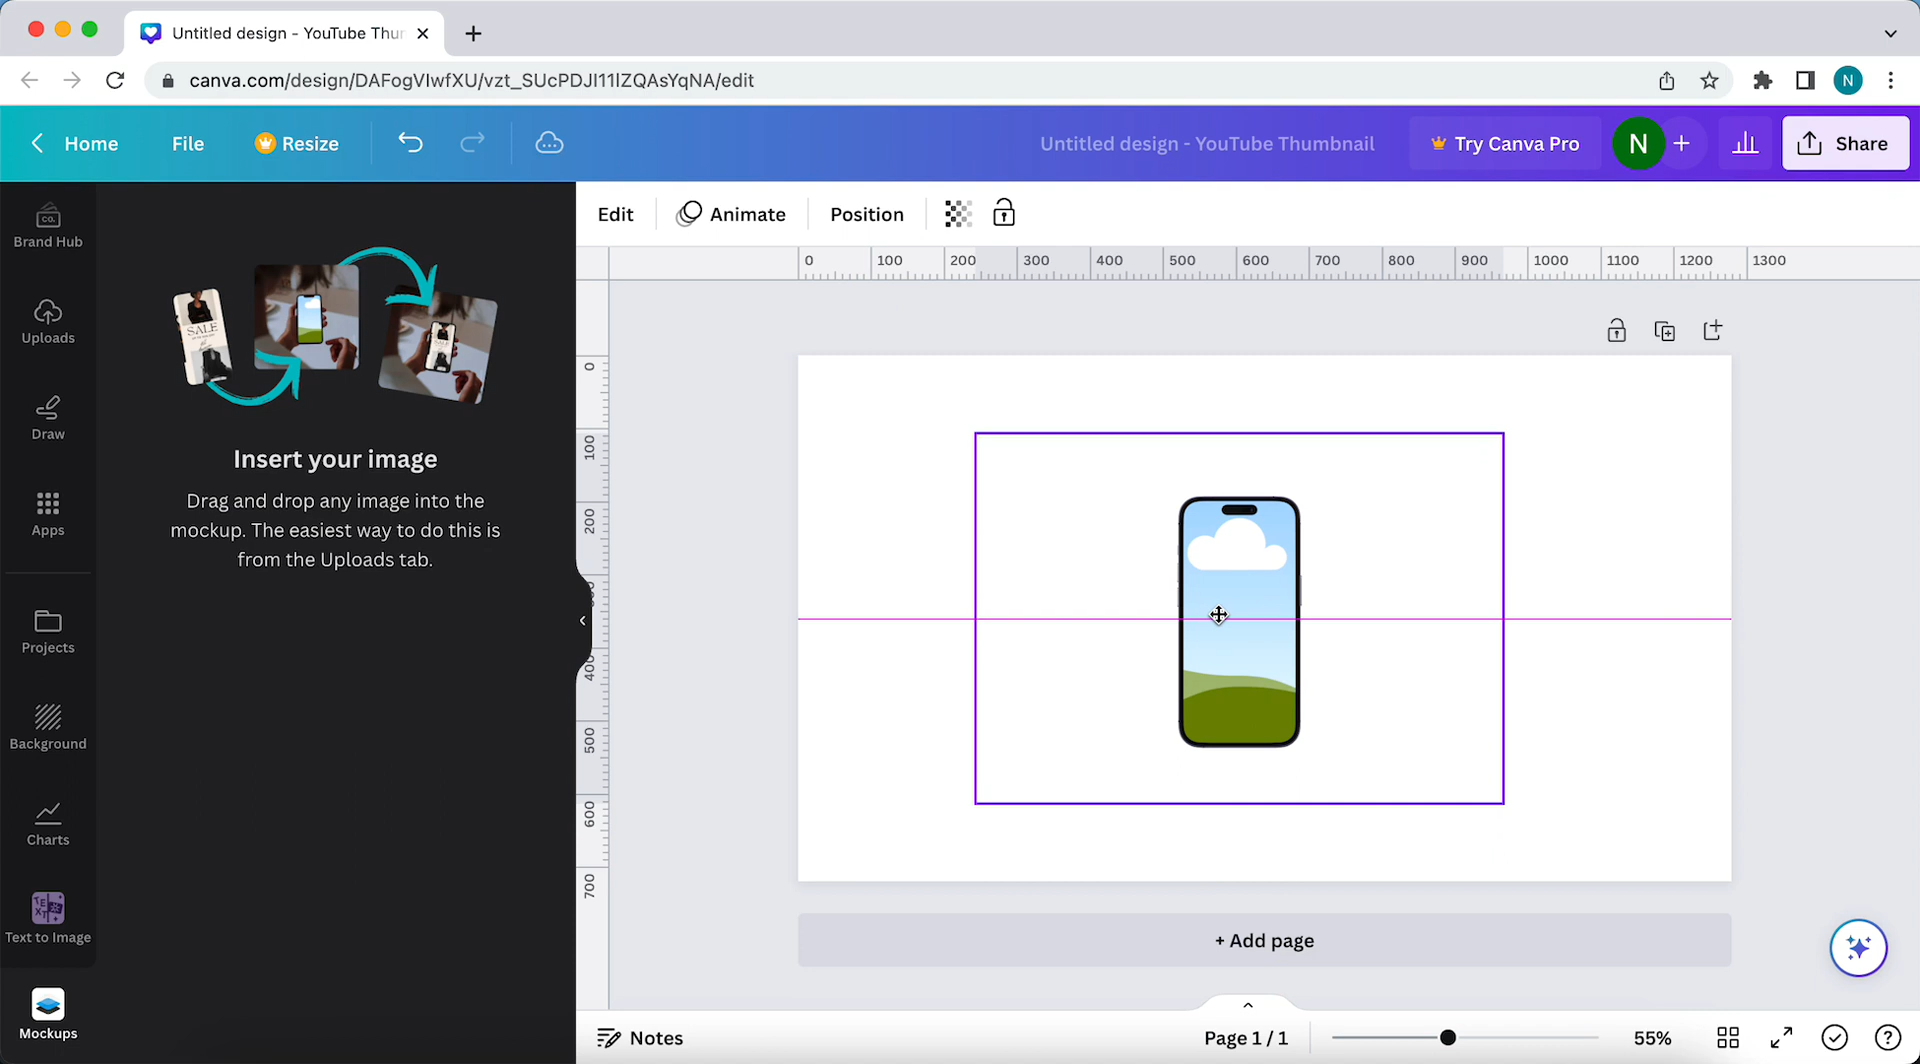 Untitled design - YouTube Thu
canva.com/design/DAFogVIwfXU/vzt_SUcPDJI11IZQAsYqNA/edit
N
Home
File
Resize
Untitled design - YouTube Thumbnail
Try Canva Pro
N
+
Share
CO.
Brand Hub
Uploads
Draw
Apps
Projects
Background
Charts
TEXT
Text to Image
Mockups
SALE
SALE
Insert your image
Drag and drop any image into the
mockup. The easiest way to do this is
from the Uploads tab.
Edit
Animate
Position
0 100 200 300 400 500 600 700 800 900 1000 1100 1200 1300
0
100
200
400
500
600
700
+ Add page
Notes
Page 1 / 1
55%
?